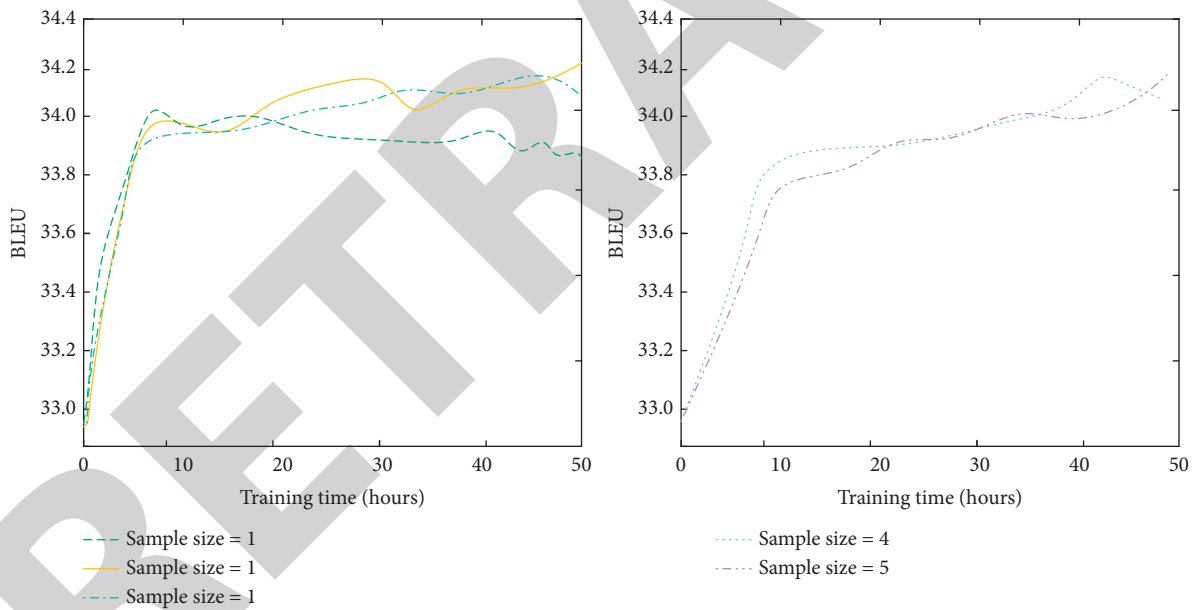 34.4
34.2
34.0
33.8
33.6
33.4
33.2
33.0
BLEU
0 10 20 30 40 50
Training time (hours)
Sample size = 1
Sample size = 1
Sample size = 1
34.4
34.2
34.0
33.8
33.6
33.4
33.2
33.0
BLEU
0 10 20 30 40 50
Training time (hours)
Sample size = 4
Sample size = 5
RETRA